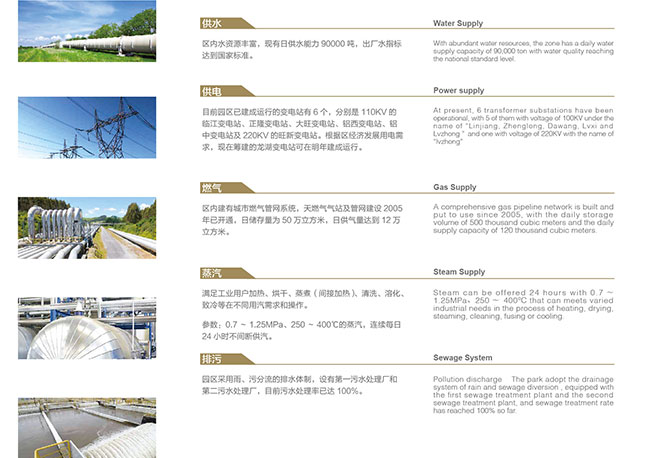 供水
Water Supply
区内水资源丰富，现有日供水能力 90000 吨，出厂水指标
达到国家标准。
With abundant water resources, the zone has a daily water
supply capacity of 90,000 ton with water quality reaching
the national standard level.
供电
Power supply
目前园区已建成运行的变电站有 6 个，分别是 110KV 的
临江变电站、正隆变电站、大旺变电站、铝西变电站、铝
中变电站及 220KV 的旺新变电站。根据区经济发展用电需
求，现在筹建的龙湖变电站可在明年建成运行。
At present, 6 transformer substations have been
operational, with 5 of them with valtage of 100KV under the
name of "Linjiang, Zhenglong, Dawang, Lvxi and
Lvzhong," and one with voltage of 220KV with the name of
"lvzhong"
燃气
Gas Supply
区内建有城市燃气管网系统，天燃气气站及管网建设 2005
年已开通，日储存量为 50 万立方米，日供气量达到 12 万
立方米。
A comprehensive gas pipeline network is built and
put to use since 2005, with the daily storage
volume of 500 thousand cubic meters and the daily
supply capacity of 120 thousand cubic meters.
蒸汽
Steam Supply
满足工业用户加热、烘干、蒸煮（间接加热）、清洗、溶化、
致冷等在不同用汽需求和操作。
参数：0.7 ~ 1.25MPa、250 ~ 400℃的蒸汽，连续每日
24 小时不间断供汽。
Steam can be offered 24 hours with 0.7 ~
1.25MPa、250 ~ 400℃ that can meets varied
industrial needs in the process of heating, drying,
steaming, cleaning, fusing or cooling.
排污
Sewage System
园区采用雨、污分流的排水体制，设有第一污水处理厂和
第二污水处理厂，目前污水处理率已达 100%。
Pollution discharge The park adopt the drainage
system of rain and sewage diversion , equipped with
the first sewage treatment plant and the second
sewage treatment plant, and sewage treatment rate
has reached 100% so far.